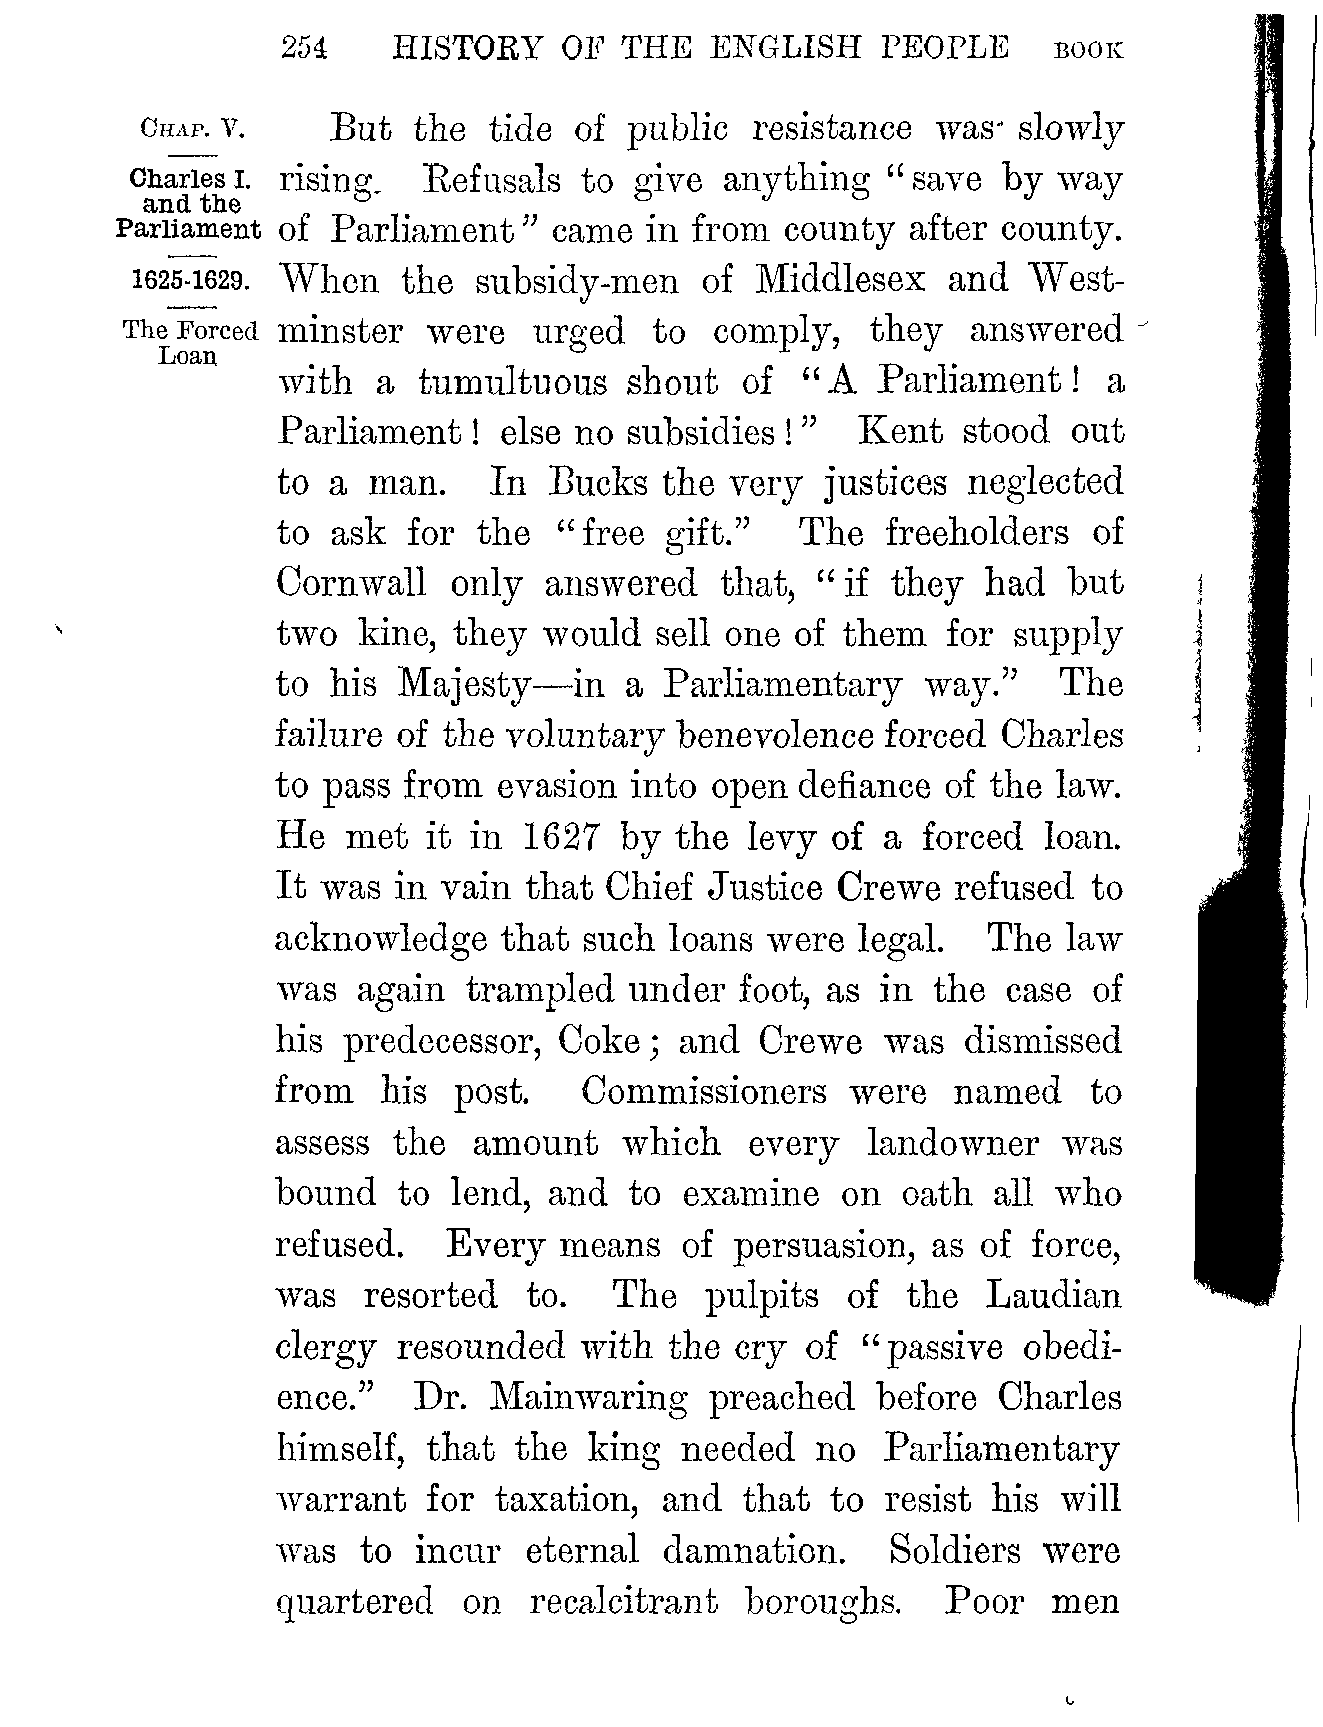 254 HISTORY OF THE ENGLISH PEOPLE BOOK
CHAP. V.
Charles I.
and the
Parliament
1625-1629.
The Forced
Loan
But the tide of public resistance was slowly
rising. Refusals to give anything “save by way
of Parliament” came in from county after county.
When the subsidy-men of Middlesex and West-
minster were urged to comply, they answered
with a tumultuous shout of “A Parliament! a
Parliament! else no subsidies!” Kent stood out
to a man. In Bucks the very justices neglected
to ask for the “free gift.” The freeholders of
Cornwall only answered that, “if they had but
two kine, they would sell one of them for supply
to his Majesty—in a Parliamentary way.” The
failure of the voluntary benevolence forced Charles
to pass from evasion into open defiance of the law.
He met it in 1627 by the levy of a forced loan.
It was in vain that Chief Justice Crewe refused to
acknowledge that such loans were legal. The law
was again trampled under foot, as in the case of
his predecessor, Coke; and Crewe was dismissed
from his post. Commissioners were named to
assess the amount which every landowner was
bound to lend, and to examine on oath all who
refused. Every means of persuasion, as of force,
was resorted to. The pulpits of the Laudian
clergy resounded with the cry of “passive obedi-
ence.” Dr. Mainwaring preached before Charles
himself, that the king needed no Parliamentary
warrant for taxation, and that to resist his will
was to incur eternal damnation. Soldiers were
quartered on recalcitrant boroughs. Poor men